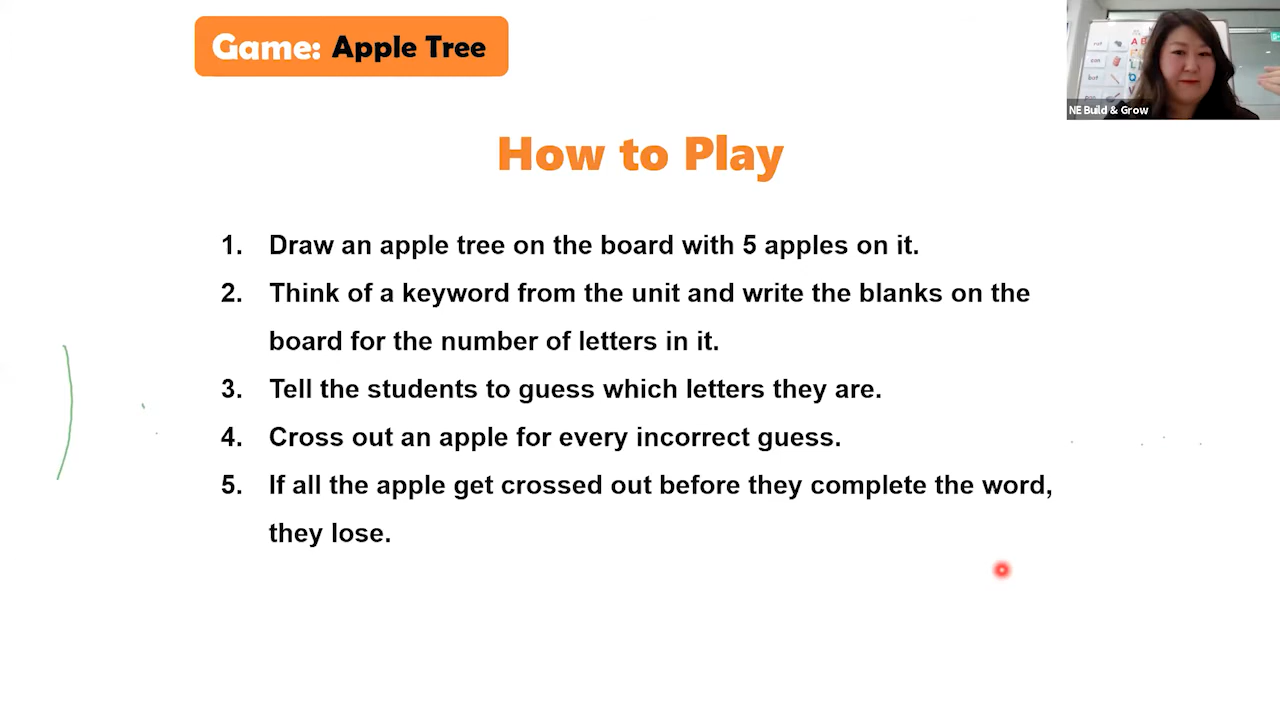 Game: Apple Tree
NE Build & Grow
How to Play
1. Draw an apple tree on the board with 5 apples on it.
2. Think of a keyword from the unit and write the blanks on the
board for the number of letters in it.
3. Tell the students to guess which letters they are.
4. Cross out an apple for every incorrect guess.
5. If all the apple get crossed out before they complete the word,
they lose.